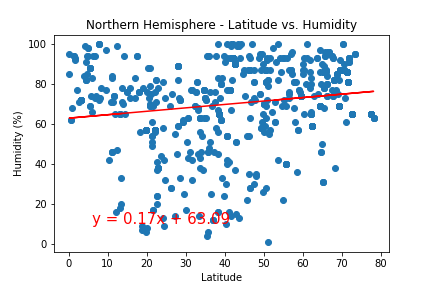 Northern Hemisphere - Latitude vs. Humidity
Humidity (%)
100
80
60
40
20
0
y = 0.17x + 63.09
0 10 20 30 40 50 60 70 80
Latitude